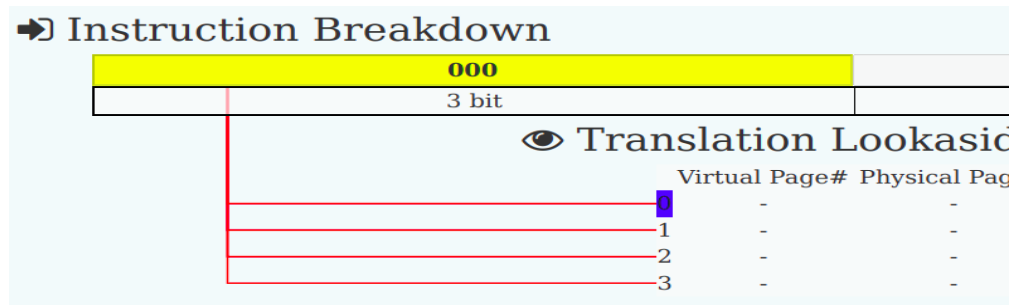 Instruction Breakdown
000
3 bit
Translation Lookasid
Virtual Page# Physical Pag
0 - -
1 - -
2 - -
3 - -